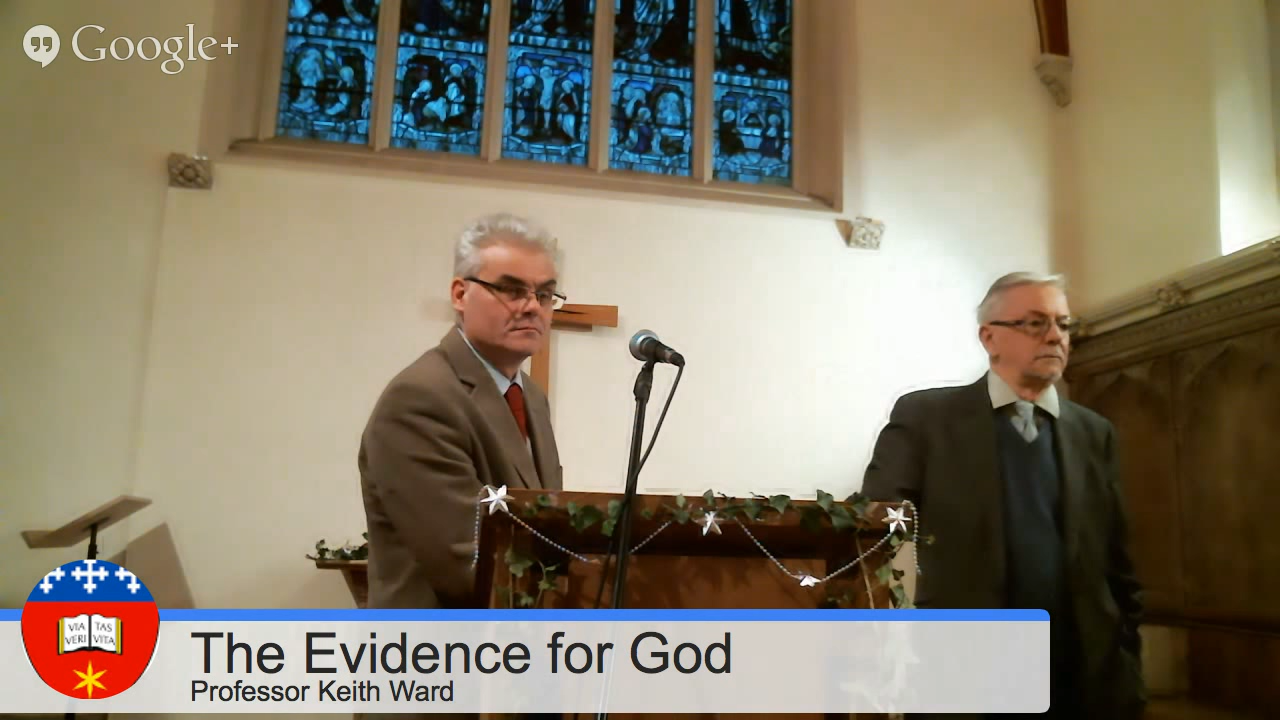 Google+
The Evidence for God
Professor Keith Ward
VIA TAS
VERI VITA